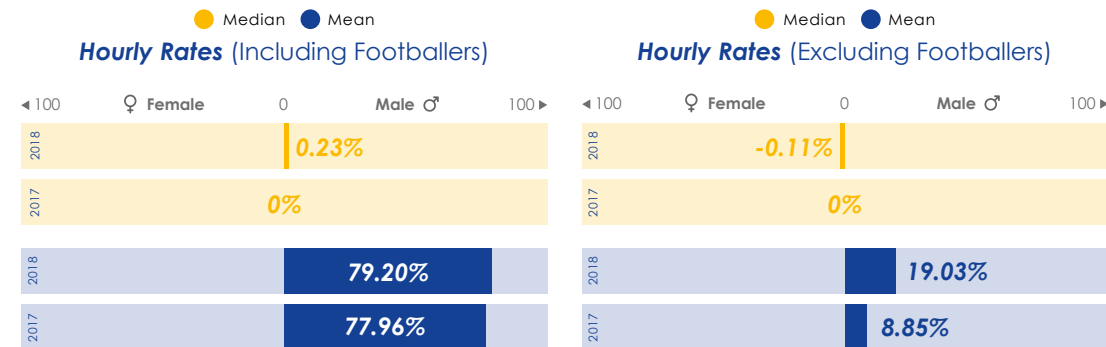 Median Mean
Hourly Rates (Including Footballers)
100 Female 0 Male 100
2018 0.23%
2017 0%
2018 79.20%
2017 77.96%
Median Mean
Hourly Rates (Excluding Footballers)
100 Female 0 Male 100
2018 -0.11%
2017 0%
2018 19.03%
2017 8.85%